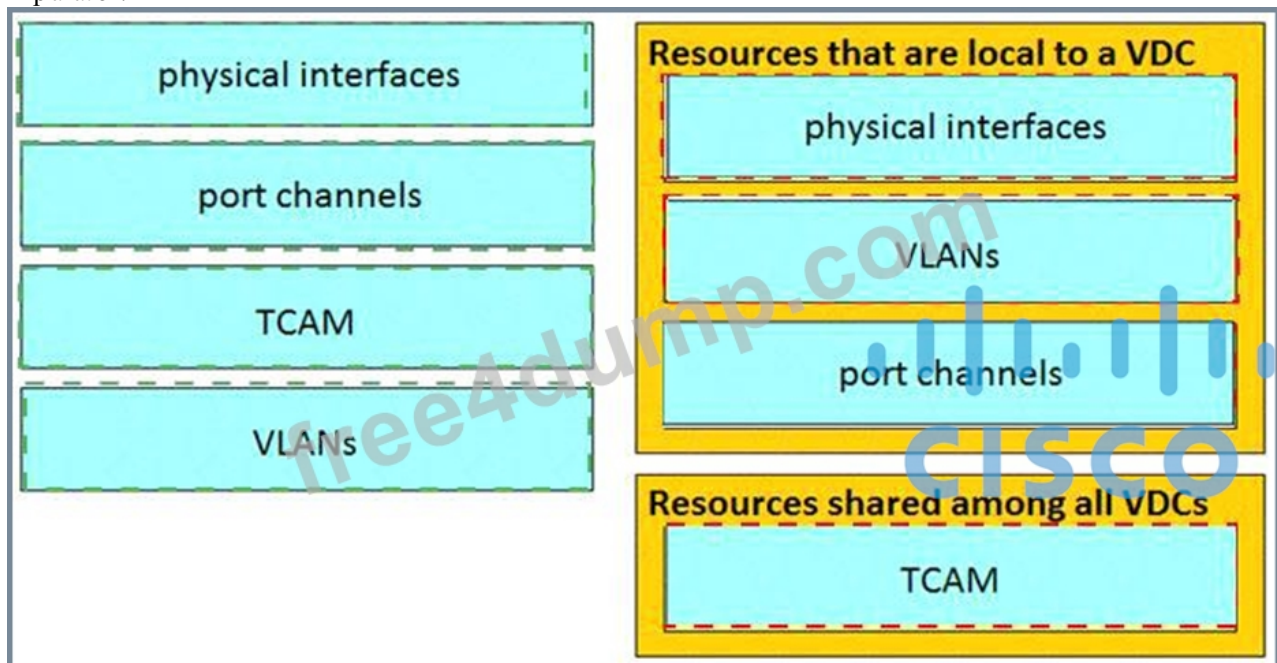 physical interfaces
port channels
TCAM
VLANs
Resources that are local to a VDC
physical interfaces
VLANs
port channels
Resources shared among all VDCs
TCAM
free4dump.com
cisco